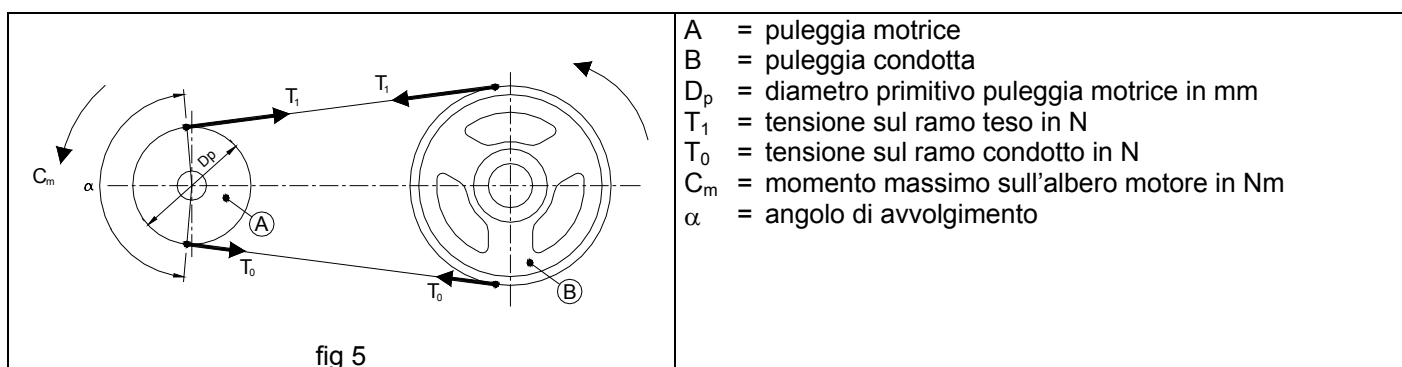 T₁
T₁
Dp
Cₘ
α
A
T₀
T₀
B
fig 5
A = puleggia motrice
B = puleggia condotta
Dₚ = diametro primitivo puleggia motrice in mm
T₁ = tensione sul ramo teso in N
T₀ = tensione sul ramo condotto in N
Cₘ = momento massimo sull'albero motore in Nm
α = angolo di avvolgimento